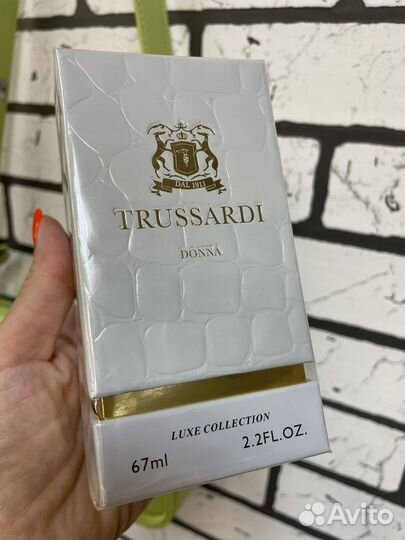 DAL 1911
TRUSSARDI
DONNA
LUXE COLLECTION
67ml
2.2FL.OZ.
Avito